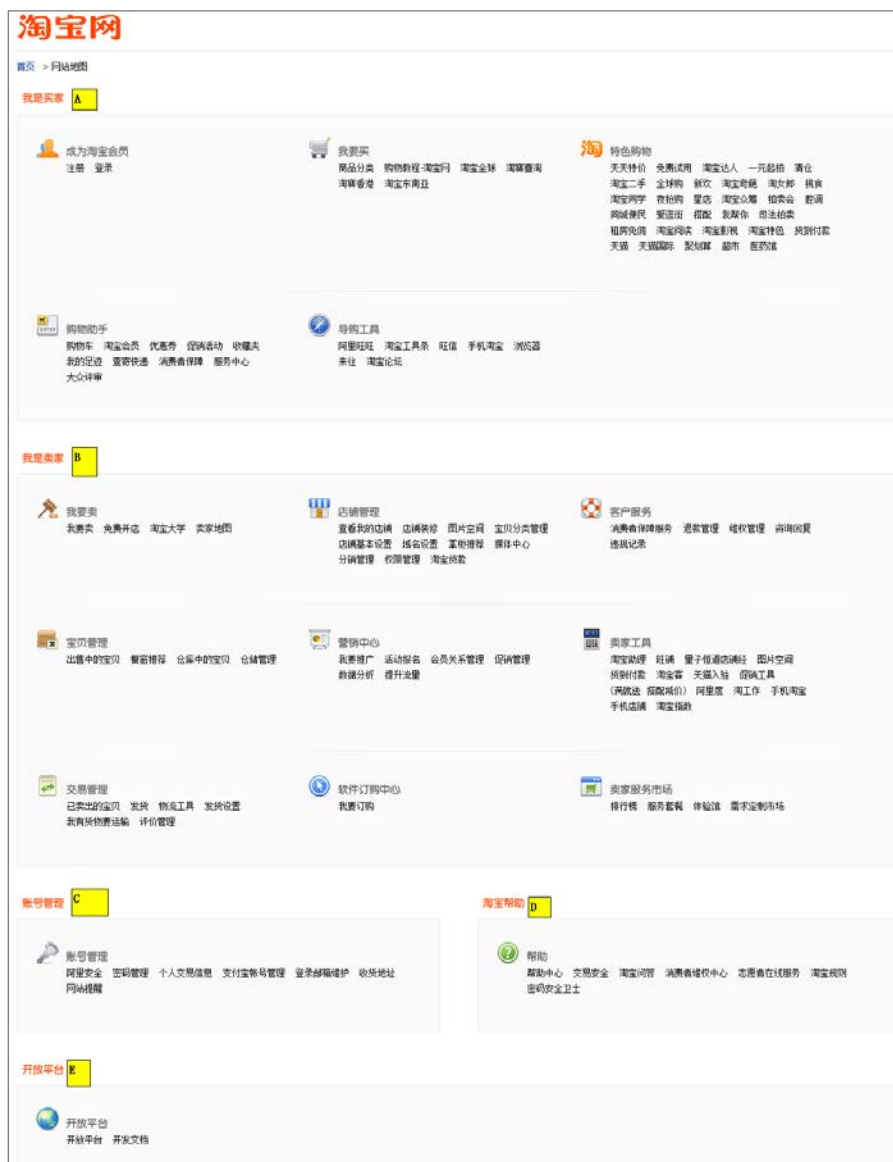 淘宝网
首页 > 网站地图
我是买家 A
成为淘宝会员
注册 登录
我要买
商品分类 购物教程-淘宝网 淘宝全球 淘寶臺灣
淘寶香港 淘宝东南亚
特色购物
天天特价 免费试用 淘宝达人 一元起拍 清仓
淘宝二手 全球购 新欢 淘宝奇葩 淘女郎 挑食
淘宝同学 夜抢购 星店 淘宝众筹 拍卖会 腔调
同城便民 爱逛街 搭配 我帮你 司法拍卖
租房免佣 淘宝阅读 淘宝影视 淘宝特色 货到付款
天猫 天猫国际 聚划算 超市 医药馆
购物助手
购物车 淘宝会员 优惠券 促销活动 收藏夹
我的足迹 查寄快递 消费者保障 服务中心
大众评审
导购工具
阿里旺旺 淘宝工具条 旺信 手机淘宝 浏览器
来往 淘宝论坛
我是卖家 B
我要卖
我要卖 免费开店 淘宝大学 卖家地图
店铺管理
查看我的店铺 店铺装修 图片空间 宝贝分类管理
店铺基本设置 域名设置 掌柜推荐 媒体中心
分销管理 权限管理 淘宝贷款
客户服务
消费者保障服务 退款管理 维权管理 咨询回复
违规记录
宝贝管理
出售中的宝贝 橱窗推荐 仓库中的宝贝 仓储管理
营销中心
我要推广 活动报名 会员关系管理 促销管理
数据分析 提升流量
卖家工具
淘宝助理 旺铺 量子恒道店铺经 图片空间
货到付款 淘宝客 天猫入驻 促销工具
(满就送 搭配减价) 阿里度 淘工作 手机淘宝
手机店铺 淘宝指数
交易管理
已卖出的宝贝 发货 物流工具 发货设置
我有货物要运输 评价管理
软件订购中心
我要订购
卖家服务市场
排行榜 服务套餐 体验馆 需求定制市场
账号管理 C
账号管理
阿里安全 密码管理 个人交易信息 支付宝帐号管理 登录邮箱维护 收货地址
网站提醒
淘宝帮助 D
帮助
帮助中心 交易安全 淘宝问答 消费者维权中心 志愿者在线服务 淘宝规则
密码安全卫士
开放平台 E
开放平台
开放平台 开发文档